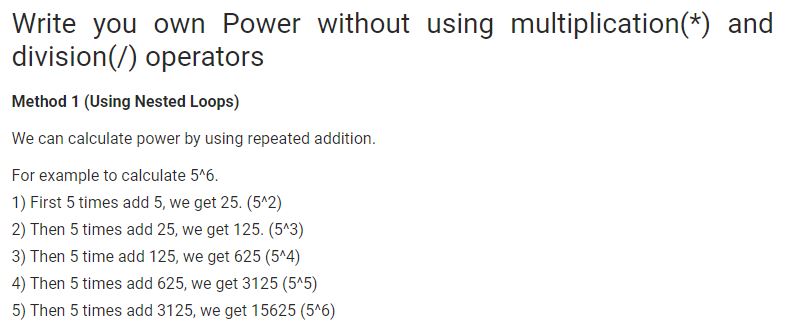 Write you own Power without using multiplication(*) and
division(/) operators
Method 1 (Using Nested Loops)
We can calculate power by using repeated addition.
For example to calculate 5^6.
1) First 5 times add 5, we get 25. (5^2)
2) Then 5 times add 25, we get 125. (5^3)
3) Then 5 time add 125, we get 625 (5^4)
4) Then 5 times add 625, we get 3125 (5^5)
5) Then 5 times add 3125, we get 15625 (5^6)